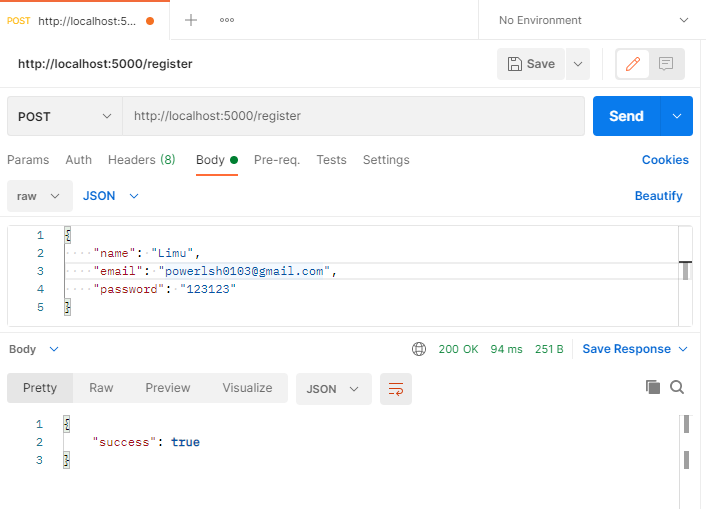 POST http://localhost:5... + ooo No Environment
http://localhost:5000/register Save
POST http://localhost:5000/register Send
Params Auth Headers (8) Body Pre-req. Tests Settings Cookies
raw JSON Beautify
1 {
2 ····"name":·"Limu",
3 ····"email":·"powerlsh0103@gmail.com",
4 ····"password":·"123123"
5 }
Body 200 OK 94 ms 251 B Save Response
Pretty Raw Preview Visualize JSON
1 {
2 "success": true
3 }